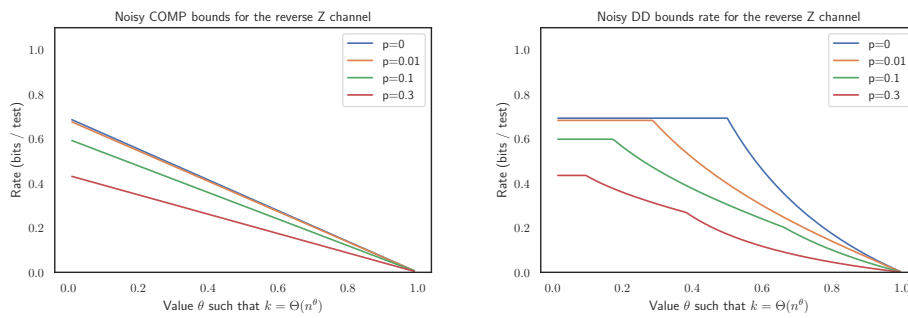 Noisy COMP bounds for the reverse Z channel
Rate (bits / test)
1.0
0.8
0.6
0.4
0.2
0.0
p=0
p=0.01
p=0.1
p=0.3
0.0 0.2 0.4 0.6 0.8 1.0
Value θ such that k = Θ(n^θ)
Noisy DD bounds rate for the reverse Z channel
Rate (bits / test)
1.0
0.8
0.6
0.4
0.2
0.0
p=0
p=0.01
p=0.1
p=0.3
0.0 0.2 0.4 0.6 0.8 1.0
Value θ such that k = Θ(n^θ)